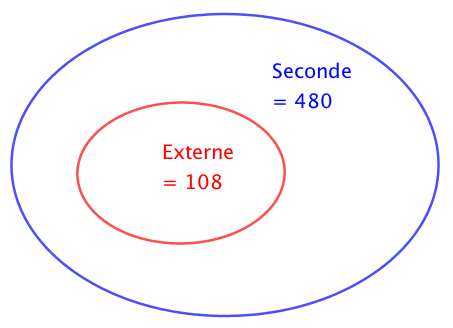 Seconde
= 480
Externe
= 108